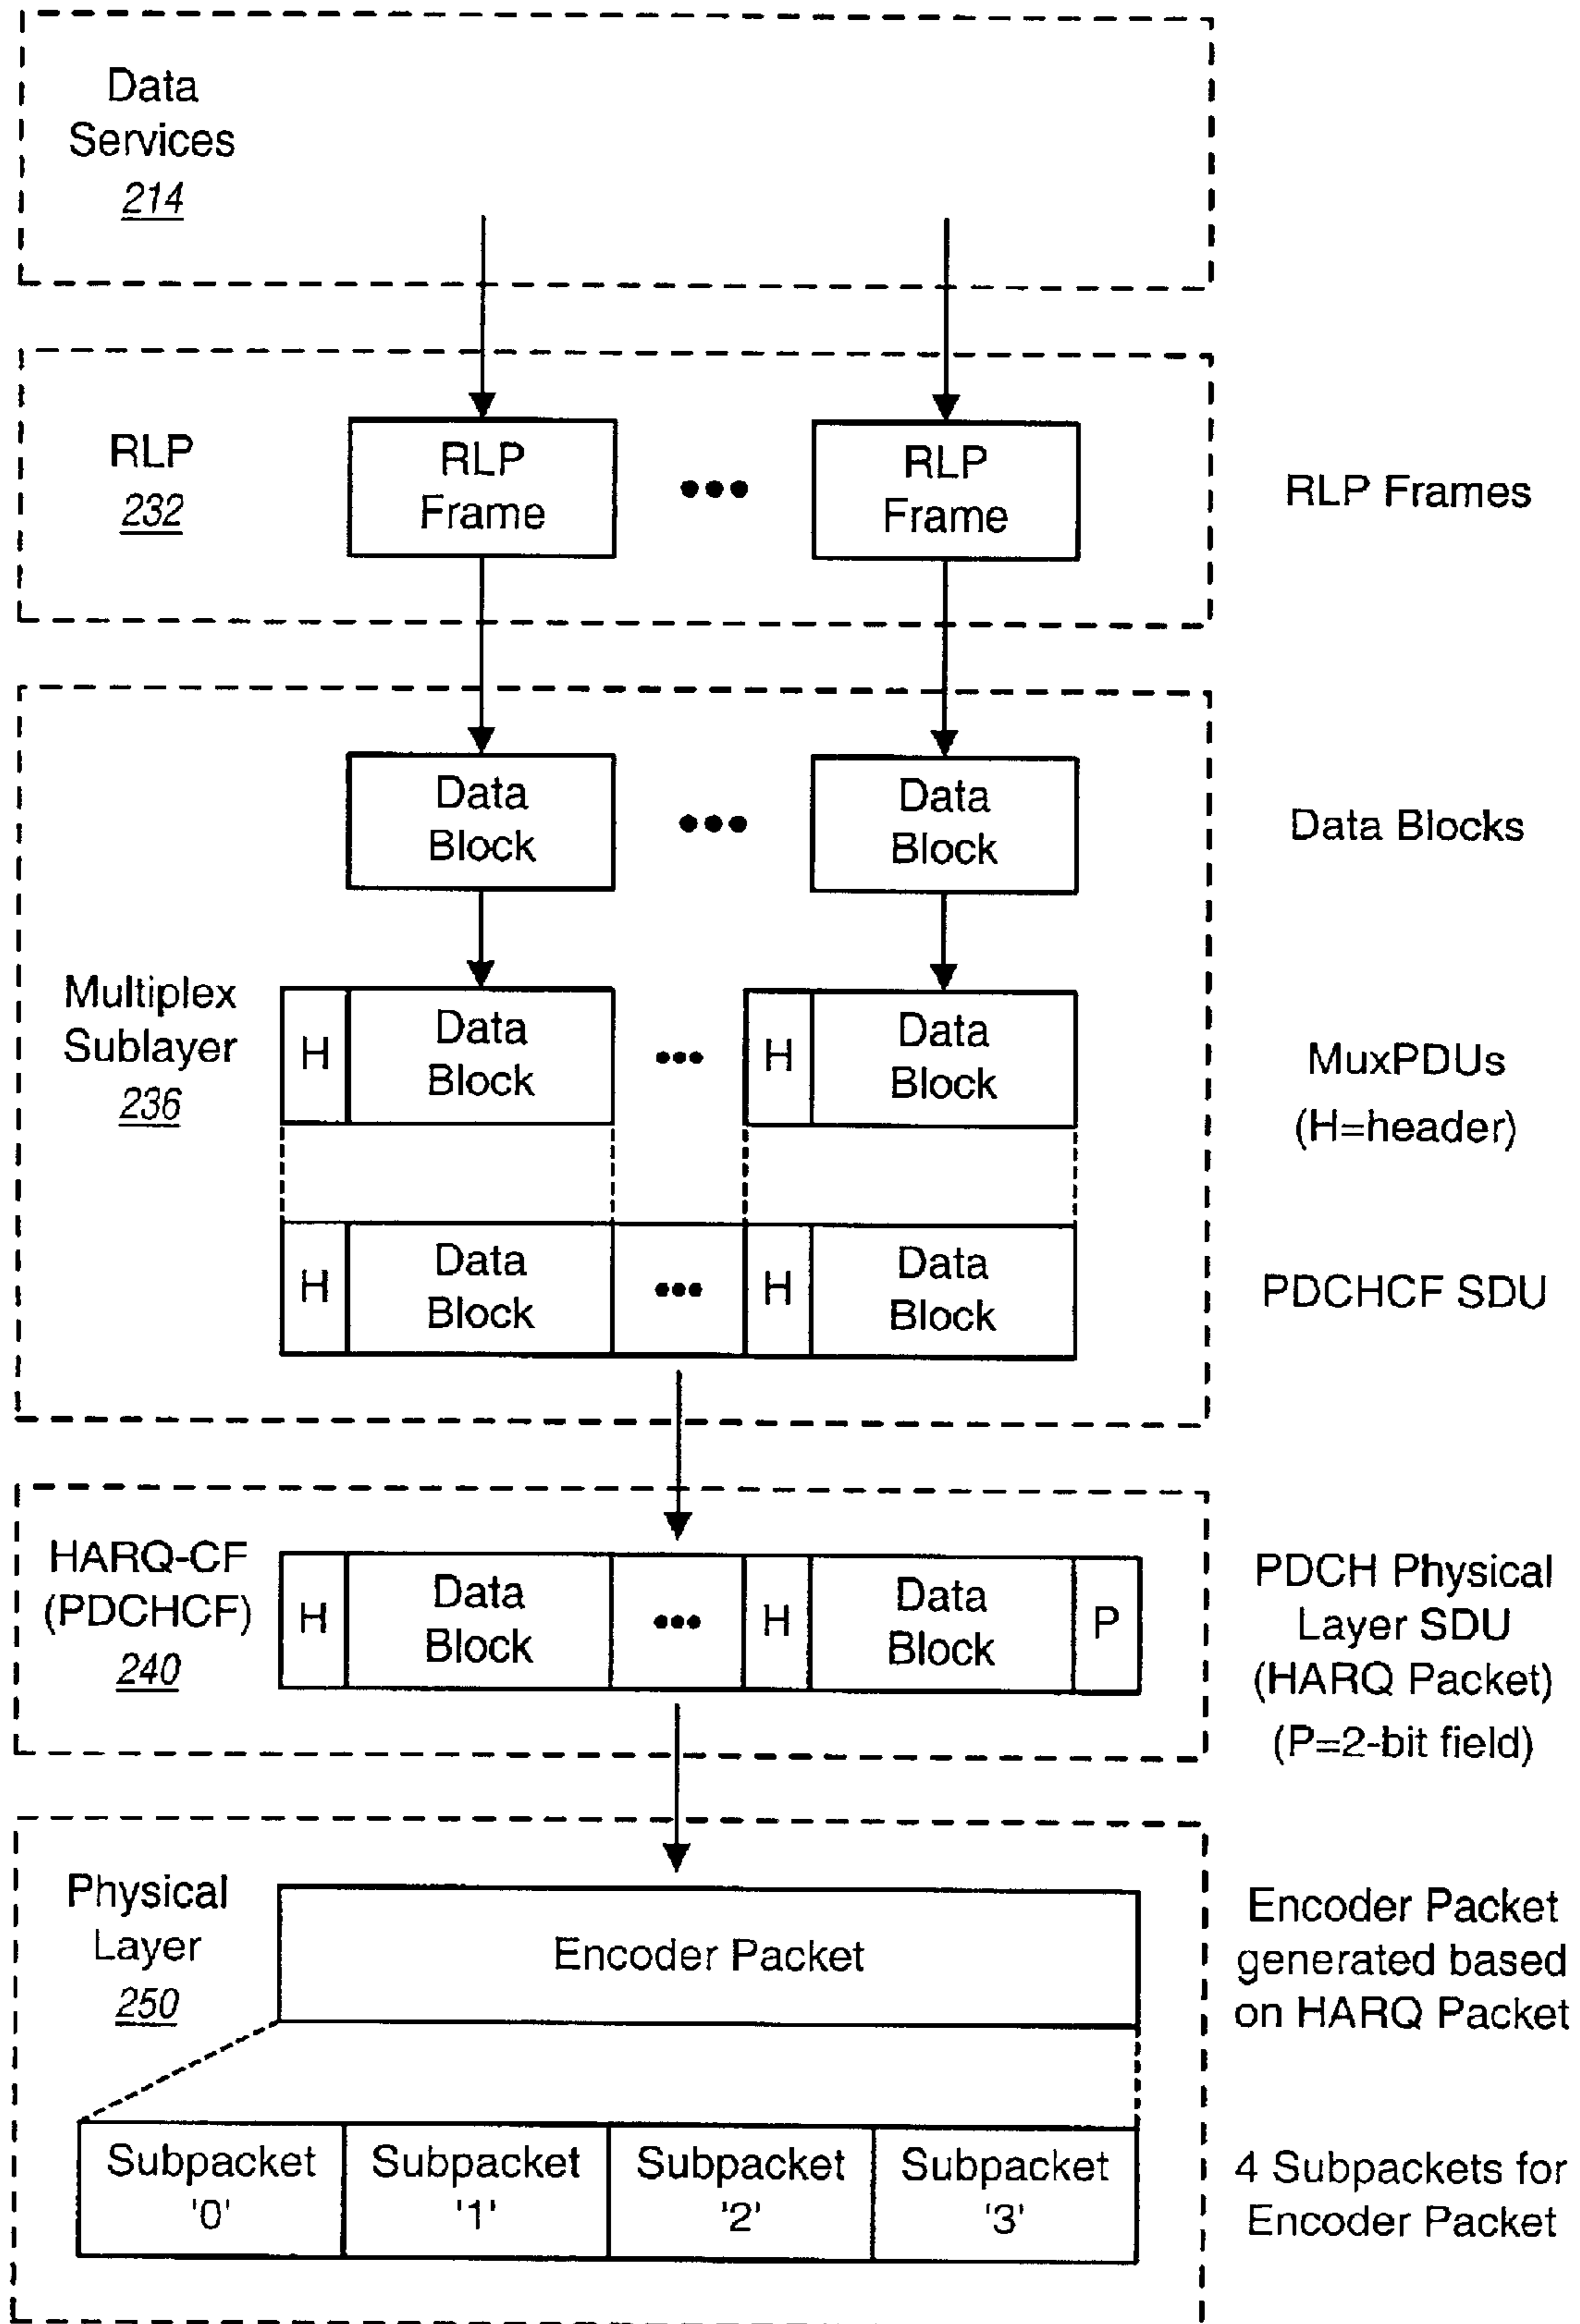 Data
Services
214
RLP
232
RLP
Frame
•••
RLP
Frame
RLP Frames
Data
Block
•••
Data
Block
Data Blocks
Multiplex
Sublayer
236
H
Data
Block
•••
H
Data
Block
MuxPDUs
(H=header)
H
Data
Block
•••
H
Data
Block
PDCHCF SDU
HARQ-CF
(PDCHCF)
240
H
Data
Block
•••
H
Data
Block
P
PDCH Physical
Layer SDU
(HARQ Packet)
(P=2-bit field)
Physical
Layer
250
Encoder Packet
Encoder Packet
generated based
on HARQ Packet
Subpacket
'0'
Subpacket
'1'
Subpacket
'2'
Subpacket
'3'
4 Subpackets for
Encoder Packet